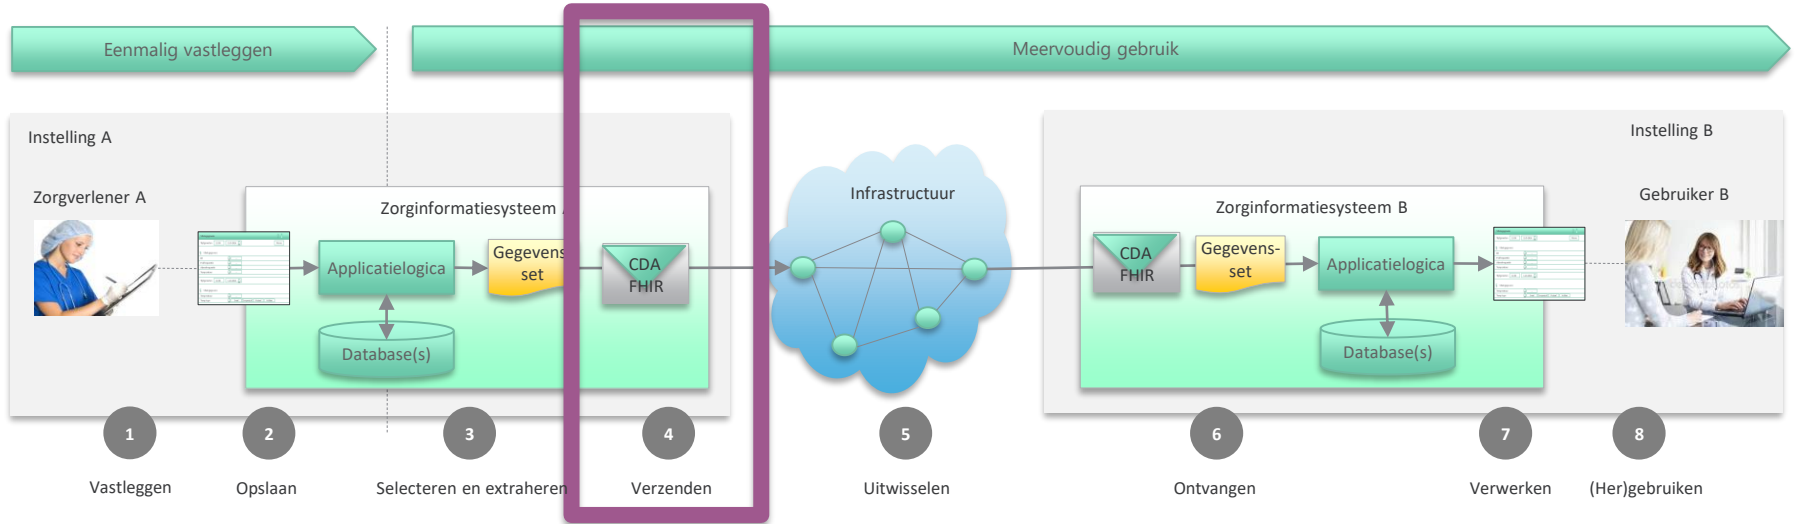 Eenmalig vastleggen
Meervoudig gebruik
Instelling A
Zorgverlener A
Zorginformatiesysteem
Applicatielogica
Gegevens
set
CDA
FHIR
Database(s)
Infrastructuur
Instelling B
Zorginformatiesysteem B
Gebruiker B
CDA
FHIR
Gegevens-
set
Applicatielogica
Database(s)
1
2
3
4
5
6
7
8
Vastleggen
Opslaan
Selecteren en extraheren
Verzenden
Uitwisselen
Ontvangen
Verwerken
(Her)gebruiken